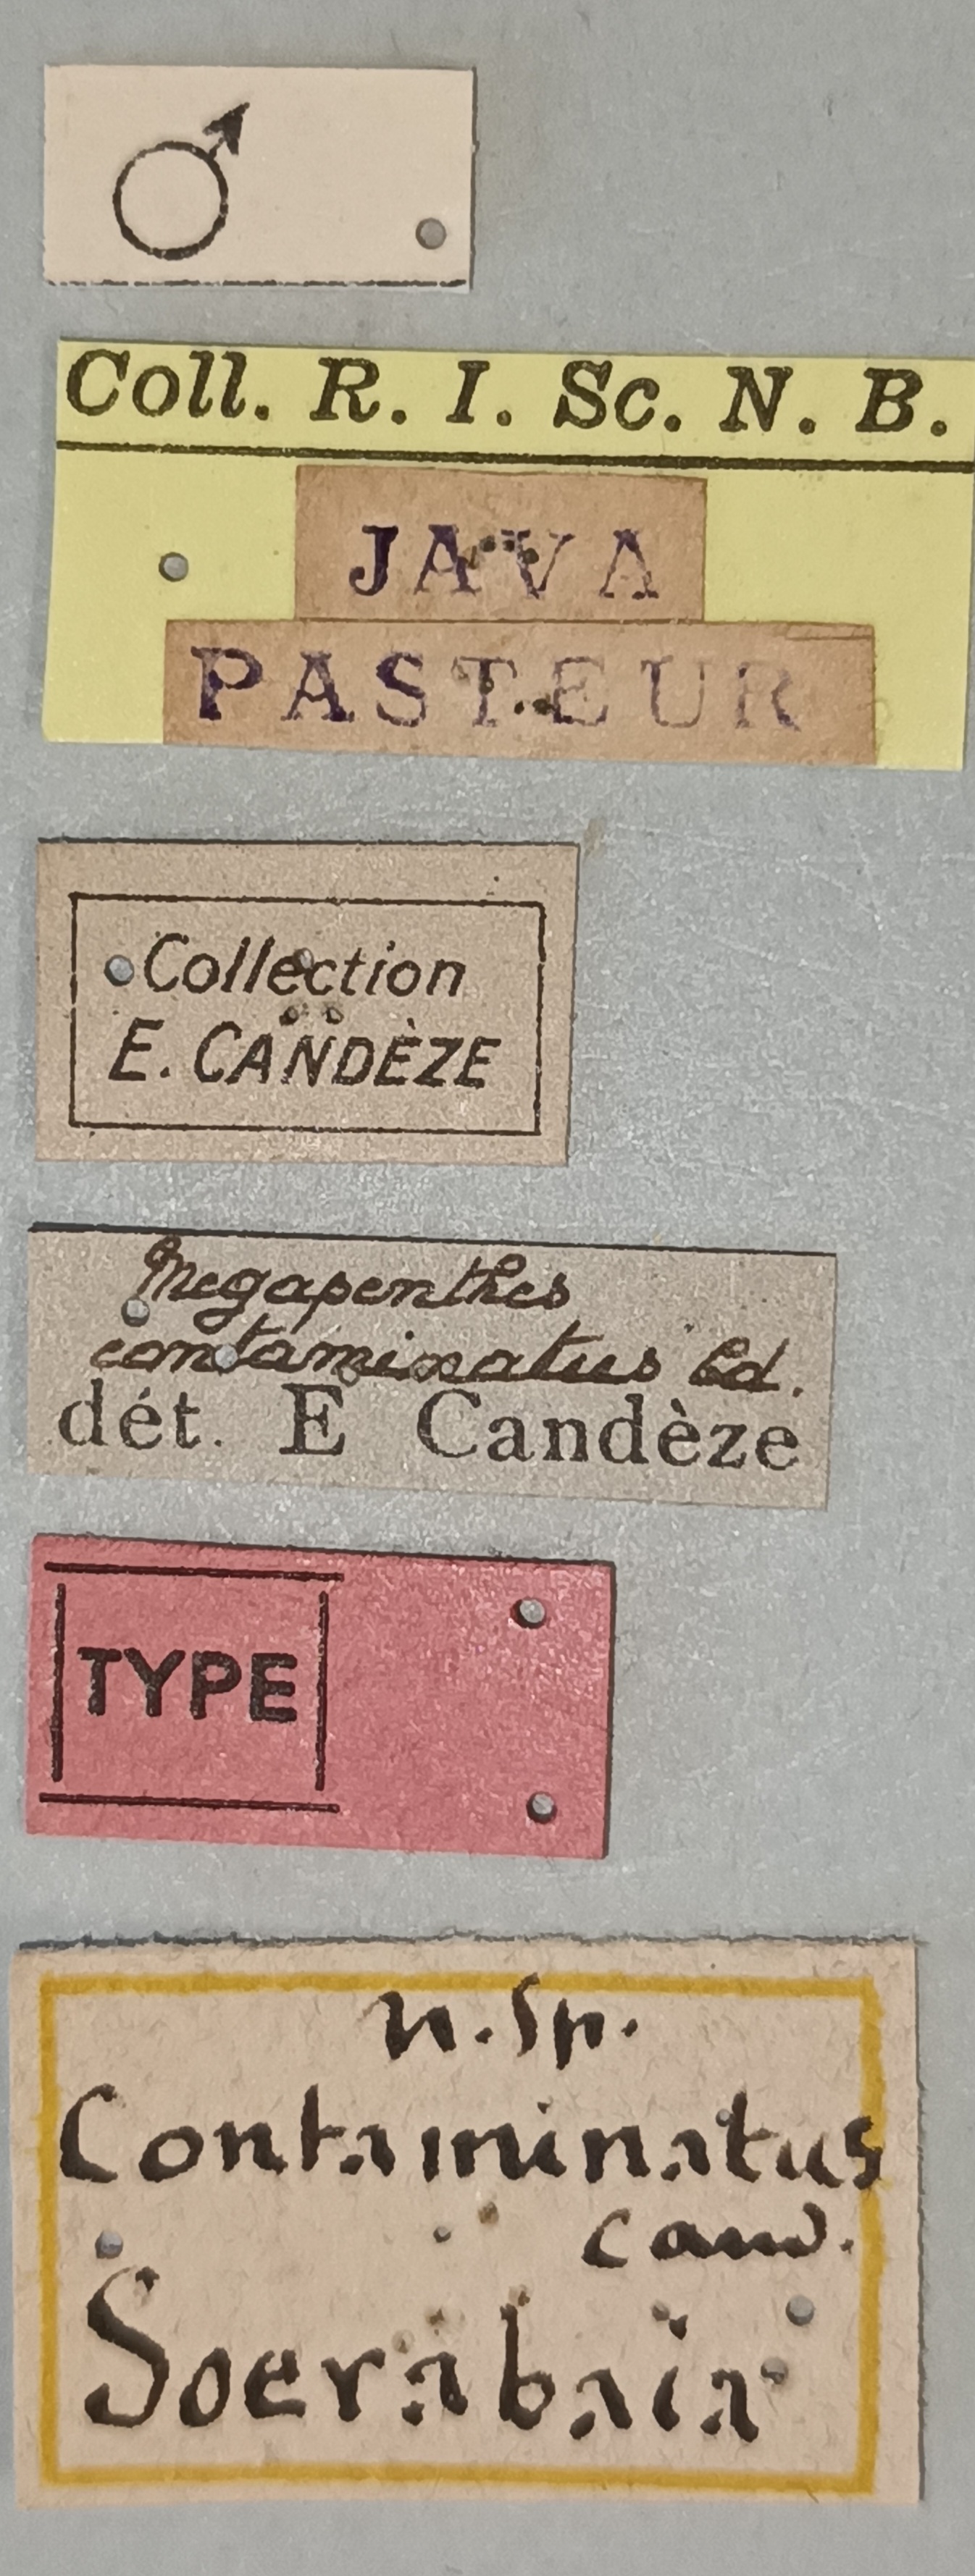 ♂
Coll. R. I. Sc. N. B.
JAVA
PASTEUR
Collection
E. CANDÈZE
Megapenthes
contaminatus Cd.
dét. E Candèze
TYPE
n. sp.
Contaminatus
Cand.
Soerabaia